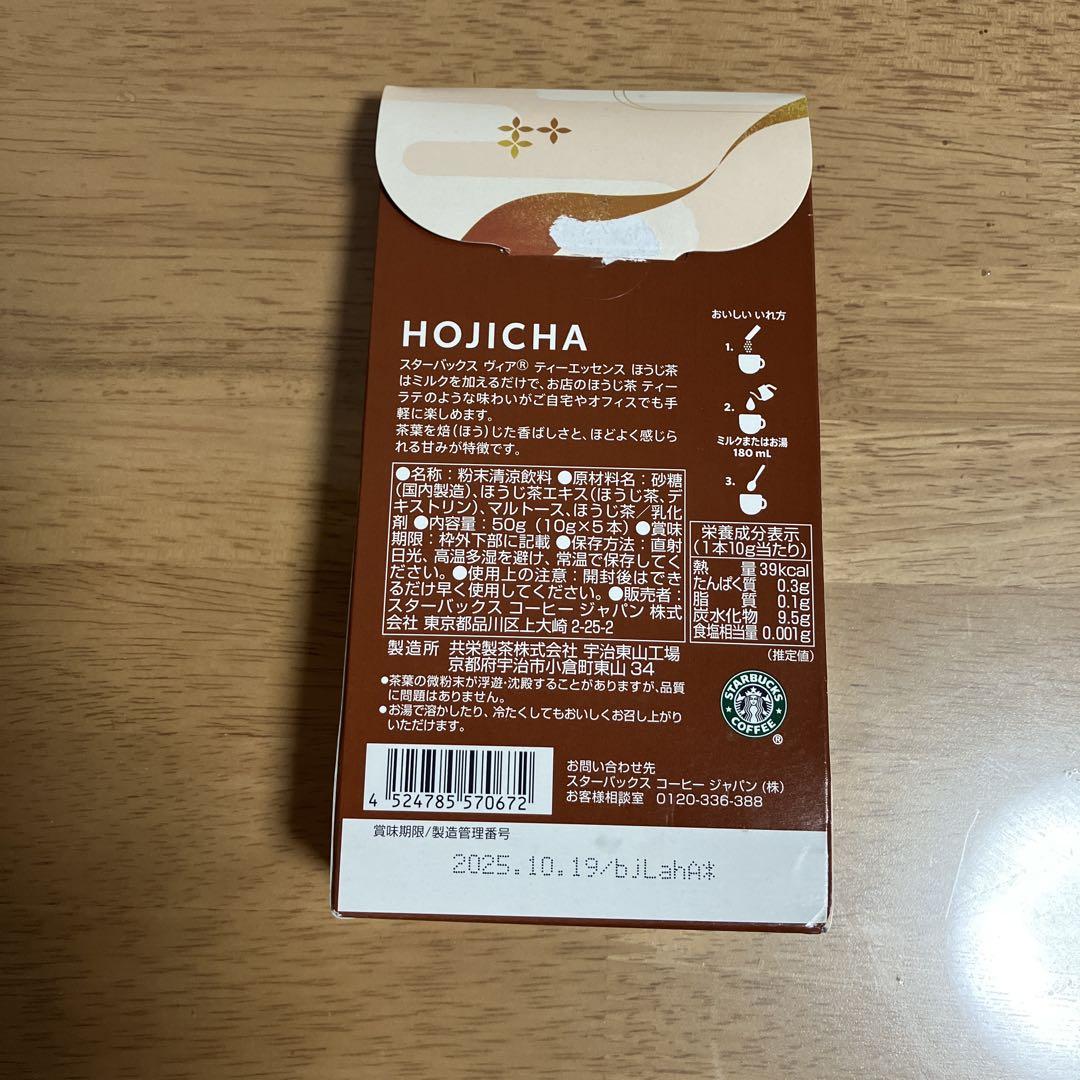 HOJICHA
スターバックス ヴィア® ティーエッセンス ほうじ茶
はミルクを加えるだけで、お店のほうじ茶 ティー
ラテのような味わいがご自宅やオフィスでも手
軽に楽しめます。
茶葉を焙(ほう)じた香ばしさと、ほどよく感じら
れる甘みが特徴です。
おいしい いれ方
1.
2.
ミルクまたはお湯
180 mL
3.
●名称：粉末清涼飲料 ●原材料名：砂糖
(国内製造)、ほうじ茶エキス(ほうじ茶、デ
キストリン)、マルトース、ほうじ茶／乳化
剤 ●内容量：50g（10g×5本）●賞味
期限：枠外下部に記載 ●保存方法：直射
日光、高温多湿を避け、常温で保存してく
ださい。●使用上の注意：開封後はでき
るだけ早く使用してください。●販売者：
スターバックス コーヒー ジャパン 株式
会社 東京都品川区上大崎 2-25-2
栄養成分表示
(1本10g当たり)
熱量 39kcal
たんぱく質 0.3g
脂質 0.1g
炭水化物 9.5g
食塩相当量 0.001g
(推定値)
製造所 共栄製茶株式会社 宇治東山工場
京都府宇治市小倉町東山 34
●茶葉の微粉末が浮遊・沈殿することがありますが、品質
に問題はありません。
●お湯で溶かしたり、冷たくしてもおいしくお召し上がり
いただけます。
STARBUCKS
COFFEE
®
4 524785 570672
お問い合わせ先
スターバックス コーヒー ジャパン (株)
お客様相談室 0120-336-388
賞味期限/製造管理番号
2025.10.19/bjLahA*